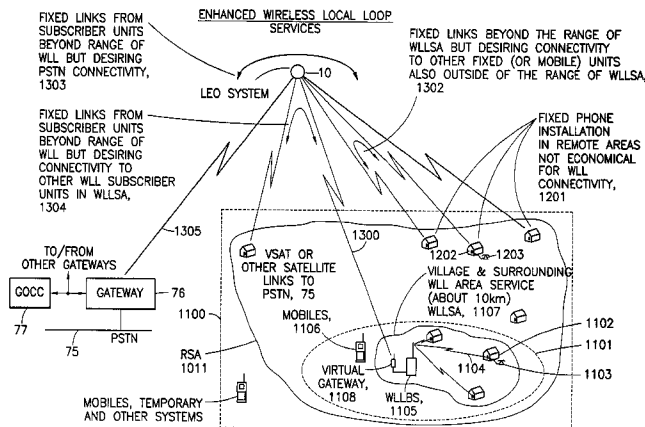 ENHANCED WIRELESS LOCAL LOOP
SERVICES
FIXED LINKS FROM
SUBSCRIBER UNITS
BEYOND RANGE OF
WLL BUT DESIRING
PSTN CONNECTIVITY,
1303
LEO SYSTEM
10
FIXED LINKS BEYOND THE RANGE OF
WLLSA BUT DESIRING CONNECTIVITY
TO OTHER FIXED (OR MOBILE) UNITS
ALSO OUTSIDE OF THE RANGE OF WLLSA,
1302
FIXED LINKS FROM
SUBSCRIBER UNITS
BEYOND RANGE OF
WLL BUT DESIRING
CONNECTIVITY TO
OTHER WLL SUBSCRIBER
UNITS IN WLLSA,
1304
FIXED PHONE
INSTALLATION
IN REMOTE AREAS
NOT ECONOMICAL
FOR WLL
CONNECTIVITY,
1201
1305
1300
1202
1203
TO/FROM
OTHER GATEWAYS
VSAT OR
OTHER SATELLITE
LINKS TO
PSTN, 75
VILLAGE & SURROUNDING
WLL AREA SERVICE
(ABOUT 10km)
WLLSA, 1107
GOCC
GATEWAY
76
77
75
PSTN
1100
RSA
1011
MOBILES,
1106
1102
1101
1104
1103
VIRTUAL
GATEWAY,
1108
WLLBS,
1105
MOBILES, TEMPORARY
AND OTHER SYSTEMS